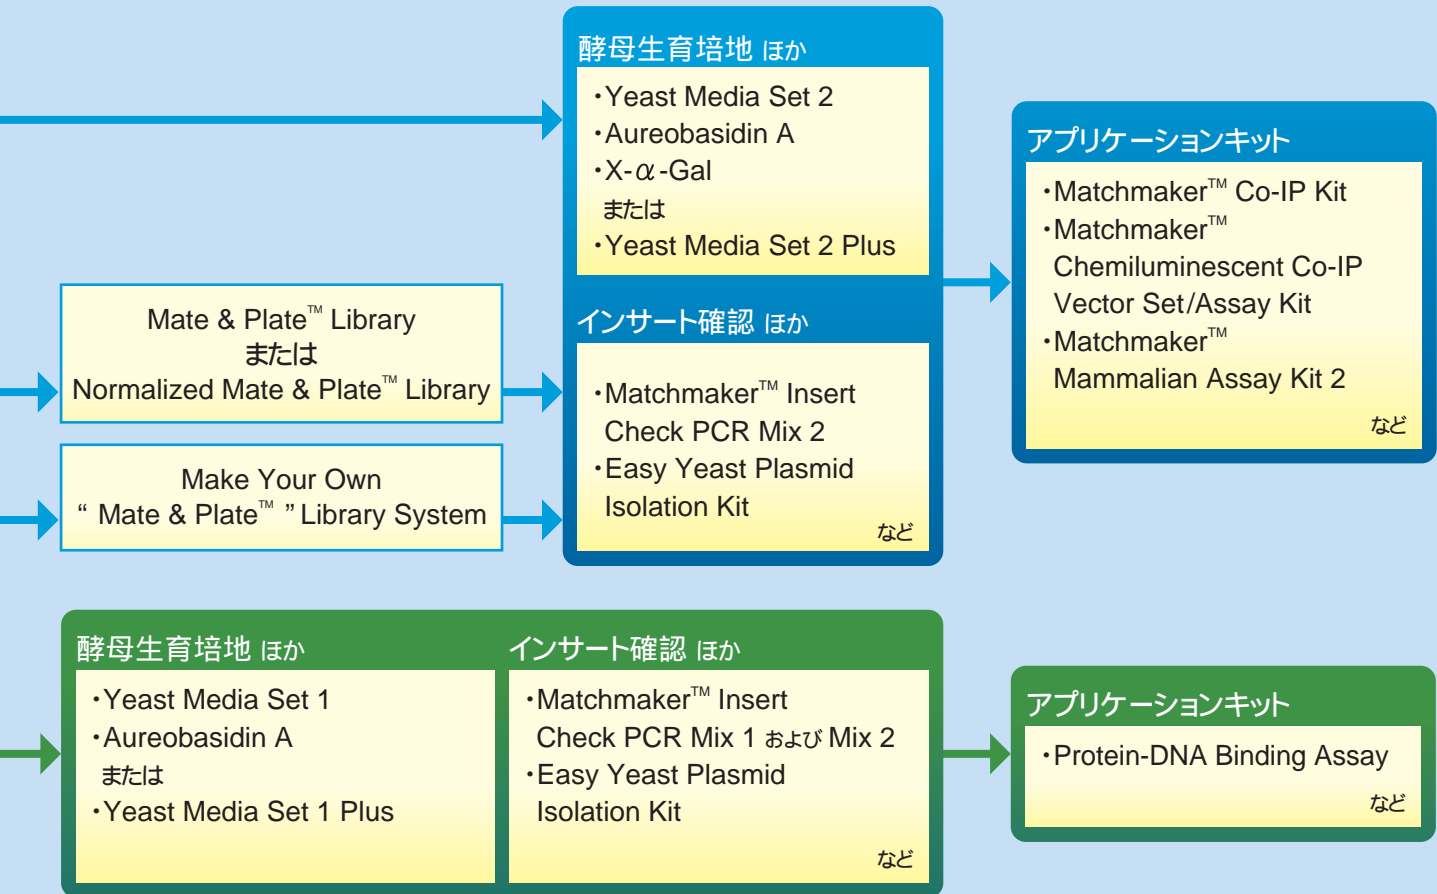 Mate & Plate™ Library
または
Normalized Mate & Plate™ Library
Make Your Own
“ Mate & Plate™ ” Library System
酵母生育培地 ほか
・Yeast Media Set 2
・Aureobasidin A
・X-α-Gal
または
・Yeast Media Set 2 Plus
インサート確認 ほか
・Matchmaker™ Insert
Check PCR Mix 2
・Easy Yeast Plasmid
Isolation Kit
など
アプリケーションキット
・Matchmaker™ Co-IP Kit
・Matchmaker™
Chemiluminescent Co-IP
Vector Set/Assay Kit
・Matchmaker™
Mammalian Assay Kit 2
など
酵母生育培地 ほか
・Yeast Media Set 1
・Aureobasidin A
または
・Yeast Media Set 1 Plus
インサート確認 ほか
・Matchmaker™ Insert
Check PCR Mix 1 および Mix 2
・Easy Yeast Plasmid
Isolation Kit
など
アプリケーションキット
・Protein-DNA Binding Assay
など